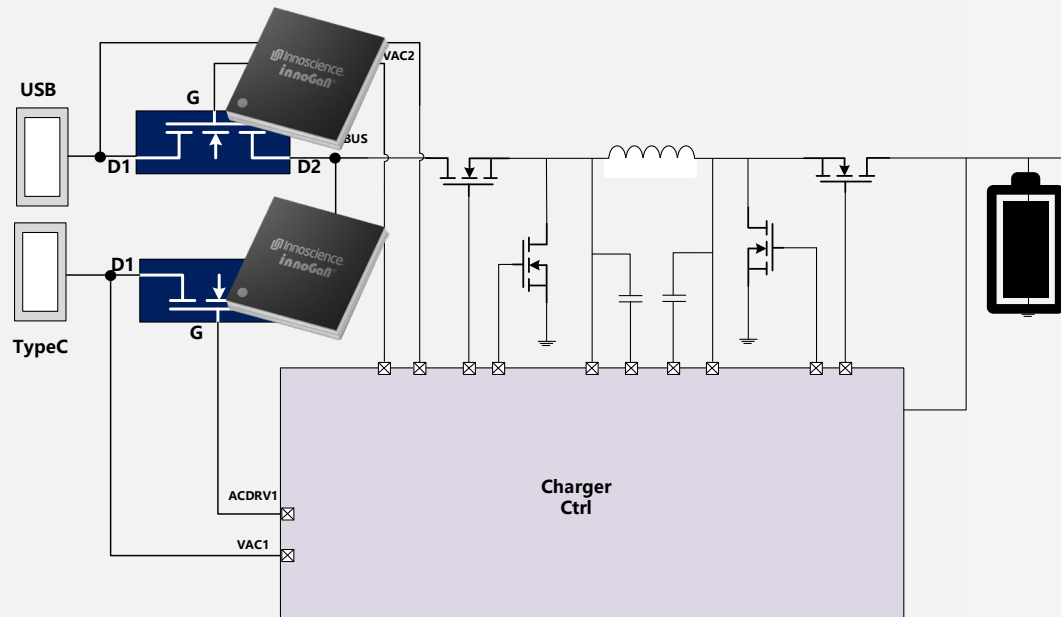 Innoscience
InnoGaN®
VAC2
USB
G
BUS
D1
D2
Innoscience
InnoGaN®
D1
G
TypeC
ACDRV1
VAC1
Charger
Ctrl